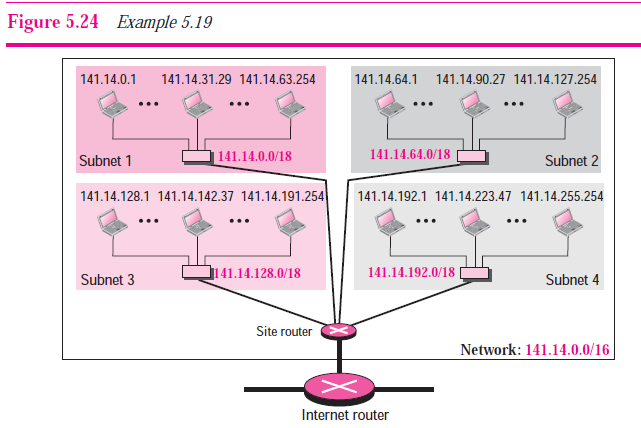 Figure 5.24 Example 5.19
141.14.0.1 141.14.31.29 141.14.63.254
141.14.0.0/18
Subnet 1
141.14.64.1 141.14.90.27 141.14.127.254
141.14.64.0/18
Subnet 2
141.14.128.1 141.14.142.37 141.14.191.254
141.14.128.0/18
Subnet 3
141.14.192.1 141.14.223.47 141.14.255.254
141.14.192.0/18
Subnet 4
Site router
Network: 141.14.0.0/16
Internet router